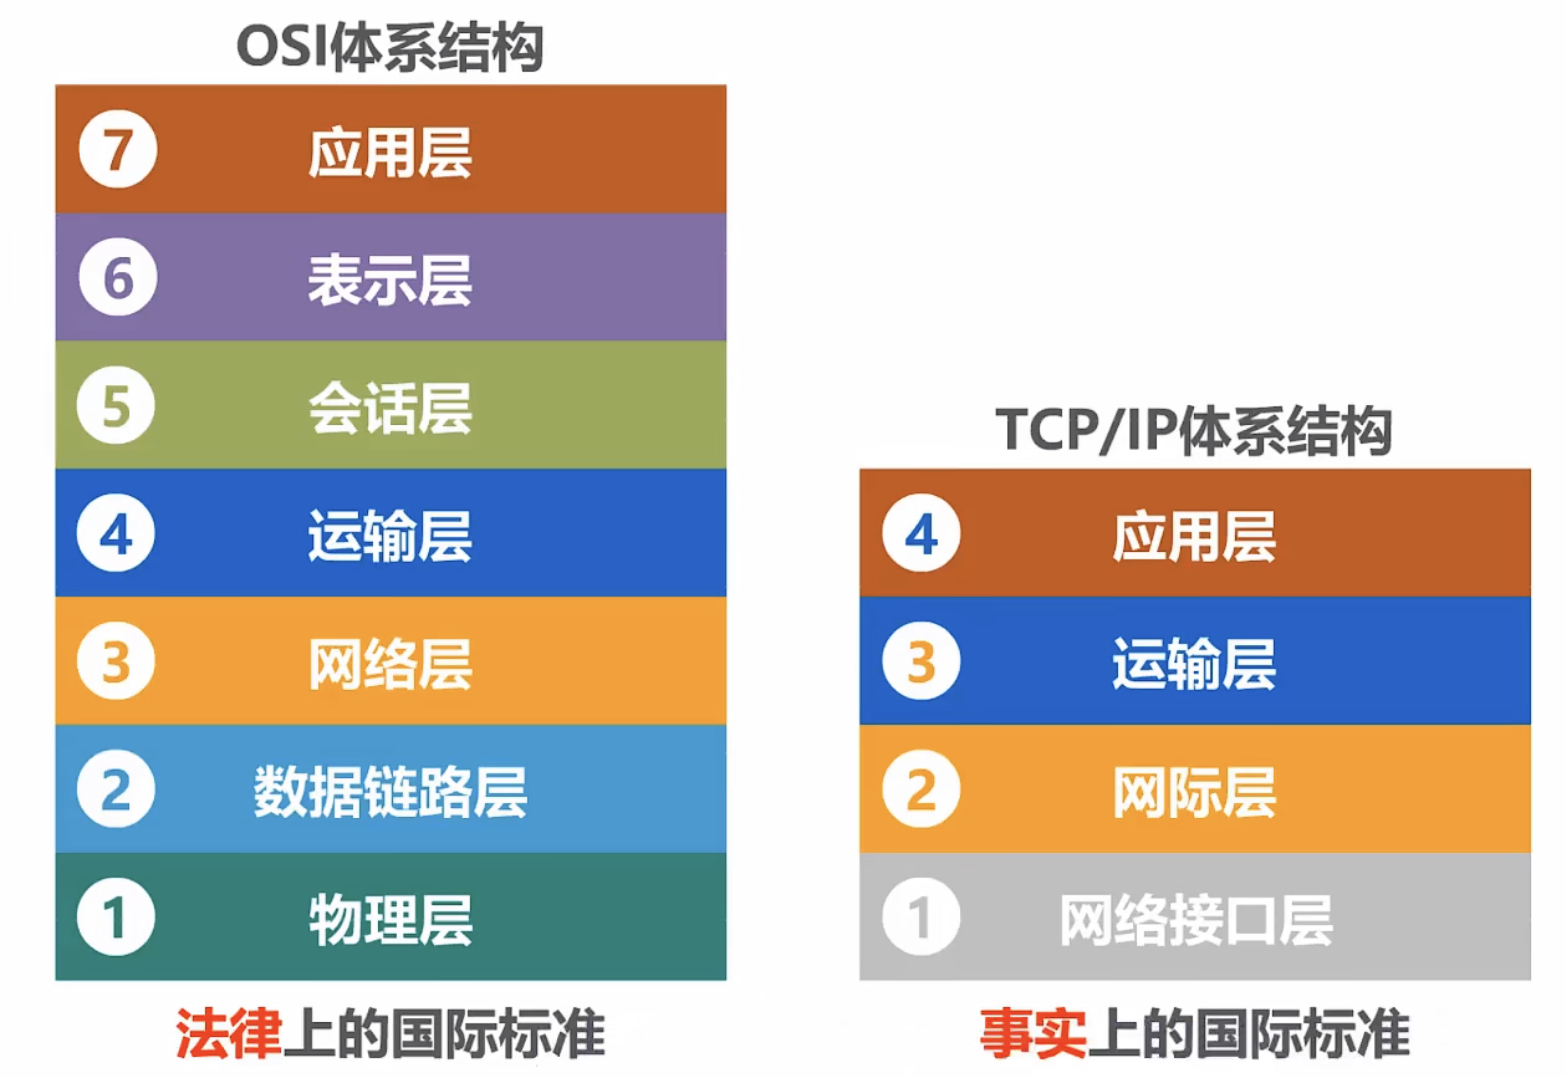 OSI体系结构
7 应用层
6 表示层
5 会话层
4 运输层
3 网络层
2 数据链路层
1 物理层
法律上的国际标准
TCP/IP体系结构
4 应用层
3 运输层
2 网际层
1 网络接口层
事实上的国际标准